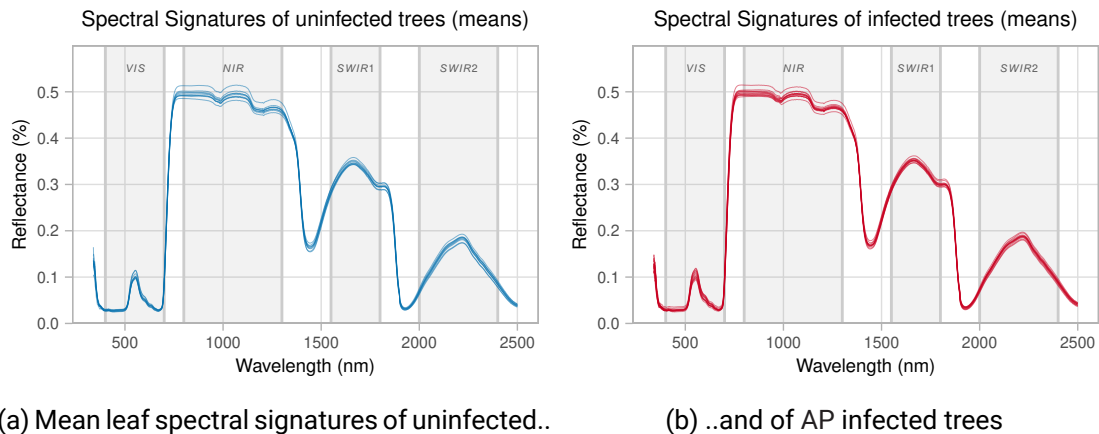 Spectral Signatures of uninfected trees (means)
VIS NIR SWIR1 SWIR2
0.5
0.4
0.3
0.2
0.1
0.0
Reflectance (%)
500 1000 1500 2000 2500
Wavelength (nm)
(a) Mean leaf spectral signatures of uninfected..
Spectral Signatures of infected trees (means)
VIS NIR SWIR1 SWIR2
0.5
0.4
0.3
0.2
0.1
0.0
Reflectance (%)
500 1000 1500 2000 2500
Wavelength (nm)
(b) ..and of AP infected trees